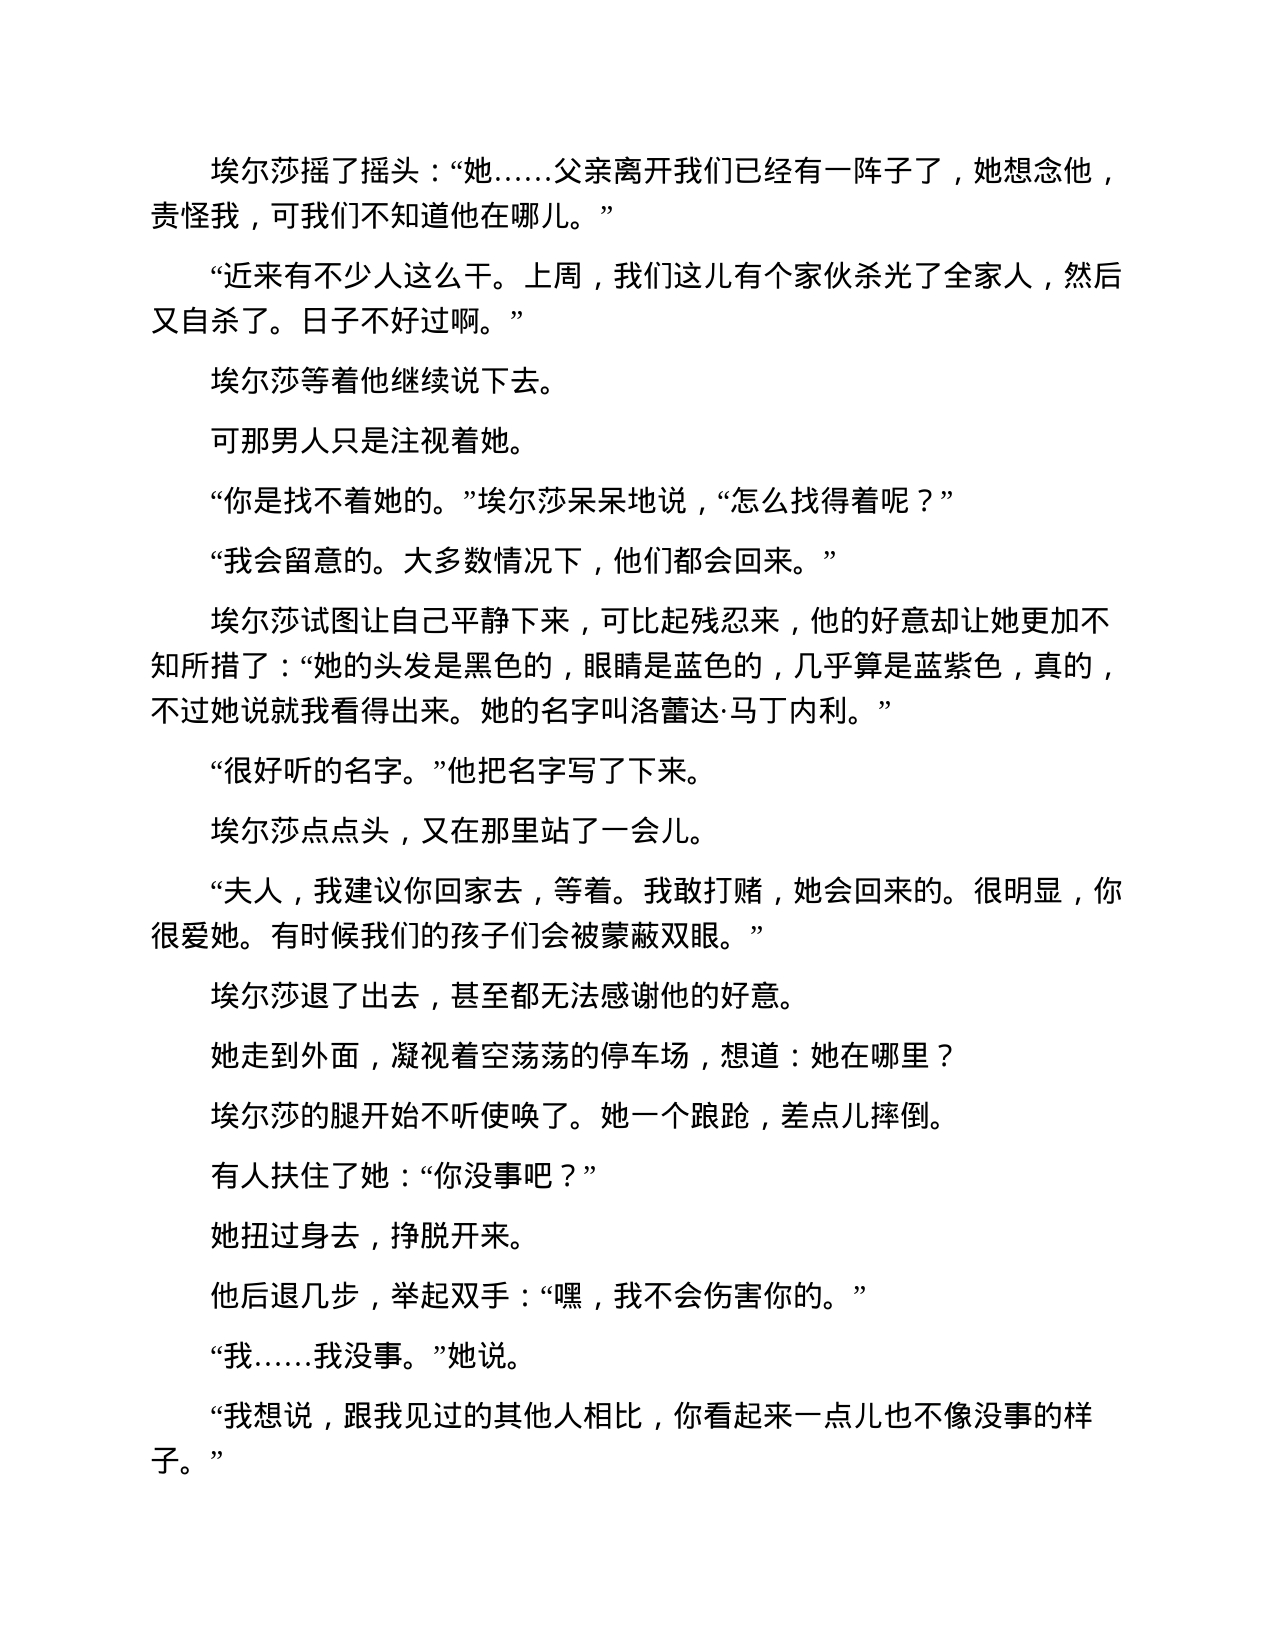 埃尔莎摇了摇头：“她……父亲离开我们已经有一阵子了，她想念他，
责怪我，可我们不知道他在哪儿。”
“近来有不少人这么干。上周，我们这儿有个家伙杀光了全家人，然后
又自杀了。日子不好过啊。”
埃尔莎等着他继续说下去。
可那男人只是注视着她。
“你是找不着她的。”埃尔莎呆呆地说，“怎么找得着呢？”
“我会留意的。大多数情况下，他们都会回来。”
埃尔莎试图让自己平静下来，可比起残忍来，他的好意却让她更加不
知所措了：“她的头发是黑色的，眼睛是蓝色的，几乎算是蓝紫色，真的，
不过她说就我看得出来。她的名字叫洛蕾达·马丁内利。”
“很好听的名字。”他把名字写了下来。
埃尔莎点点头，又在那里站了一会儿。
“夫人，我建议你回家去，等着。我敢打赌，她会回来的。很明显，你
很爱她。有时候我们的孩子们会被蒙蔽双眼。”
埃尔莎退了出去，甚至都无法感谢他的好意。
她走到外面，凝视着空荡荡的停车场，想道：她在哪里？
埃尔莎的腿开始不听使唤了。她一个踉跄，差点儿摔倒。
有人扶住了她：“你没事吧？”
她扭过身去，挣脱开来。
他后退几步，举起双手：“嘿，我不会伤害你的。”
“我……我没事。”她说。
“我想说，跟我见过的其他人相比，你看起来一点儿也不像没事的样
子。”